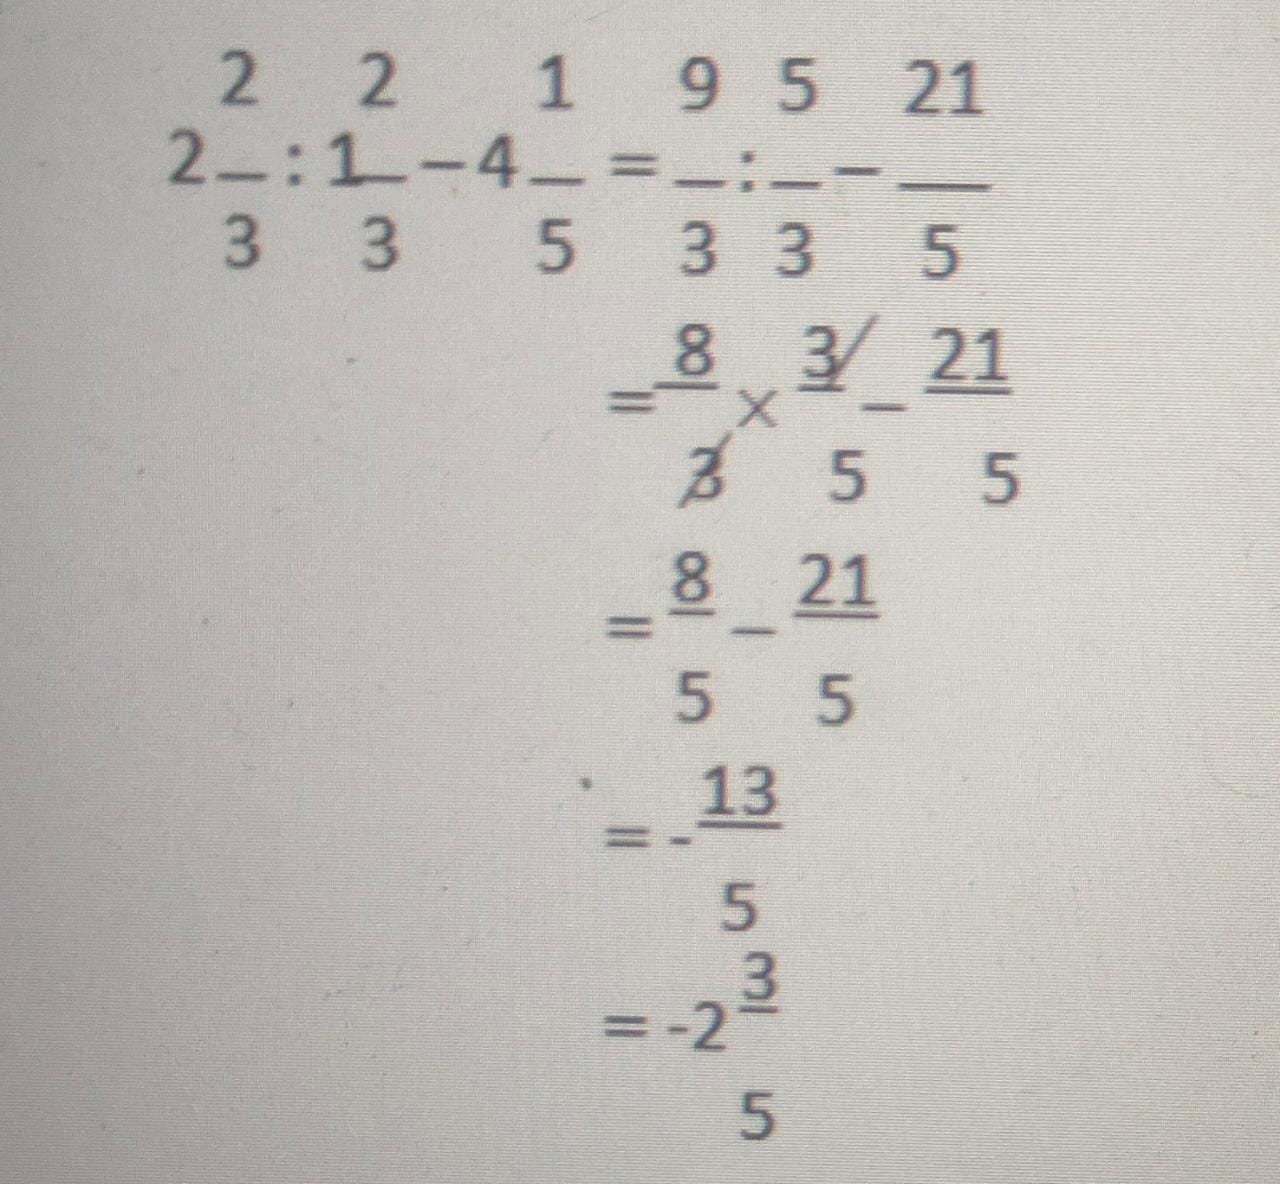 2 2/3 : 1 2/3 – 4 1/5 = 9/3 : 5/3 – 21/5
= 8/3 × 3/5 – 21/5
= 8/5 – 21/5
= - 13/5
= -2 3/5